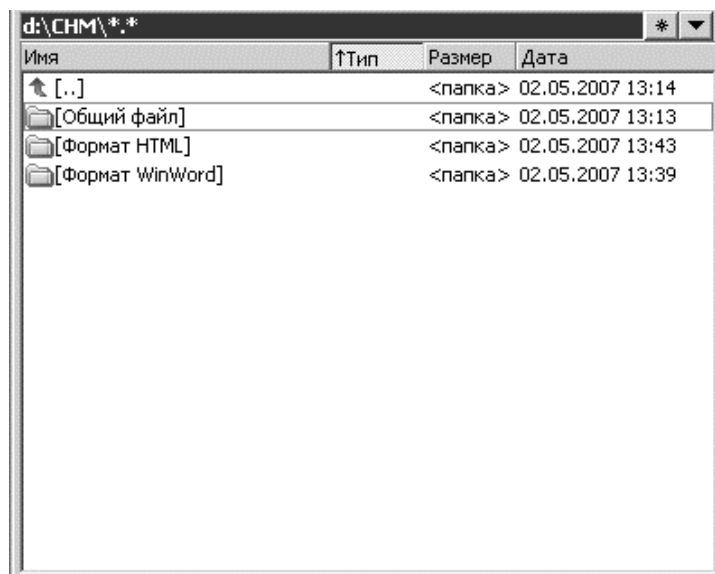 d:\CHM\*.* * ▼
Имя ↑Тип Размер Дата
[..] <папка> 02.05.2007 13:14
[Общий файл] <папка> 02.05.2007 13:13
[Формат HTML] <папка> 02.05.2007 13:43
[Формат WinWord] <папка> 02.05.2007 13:39